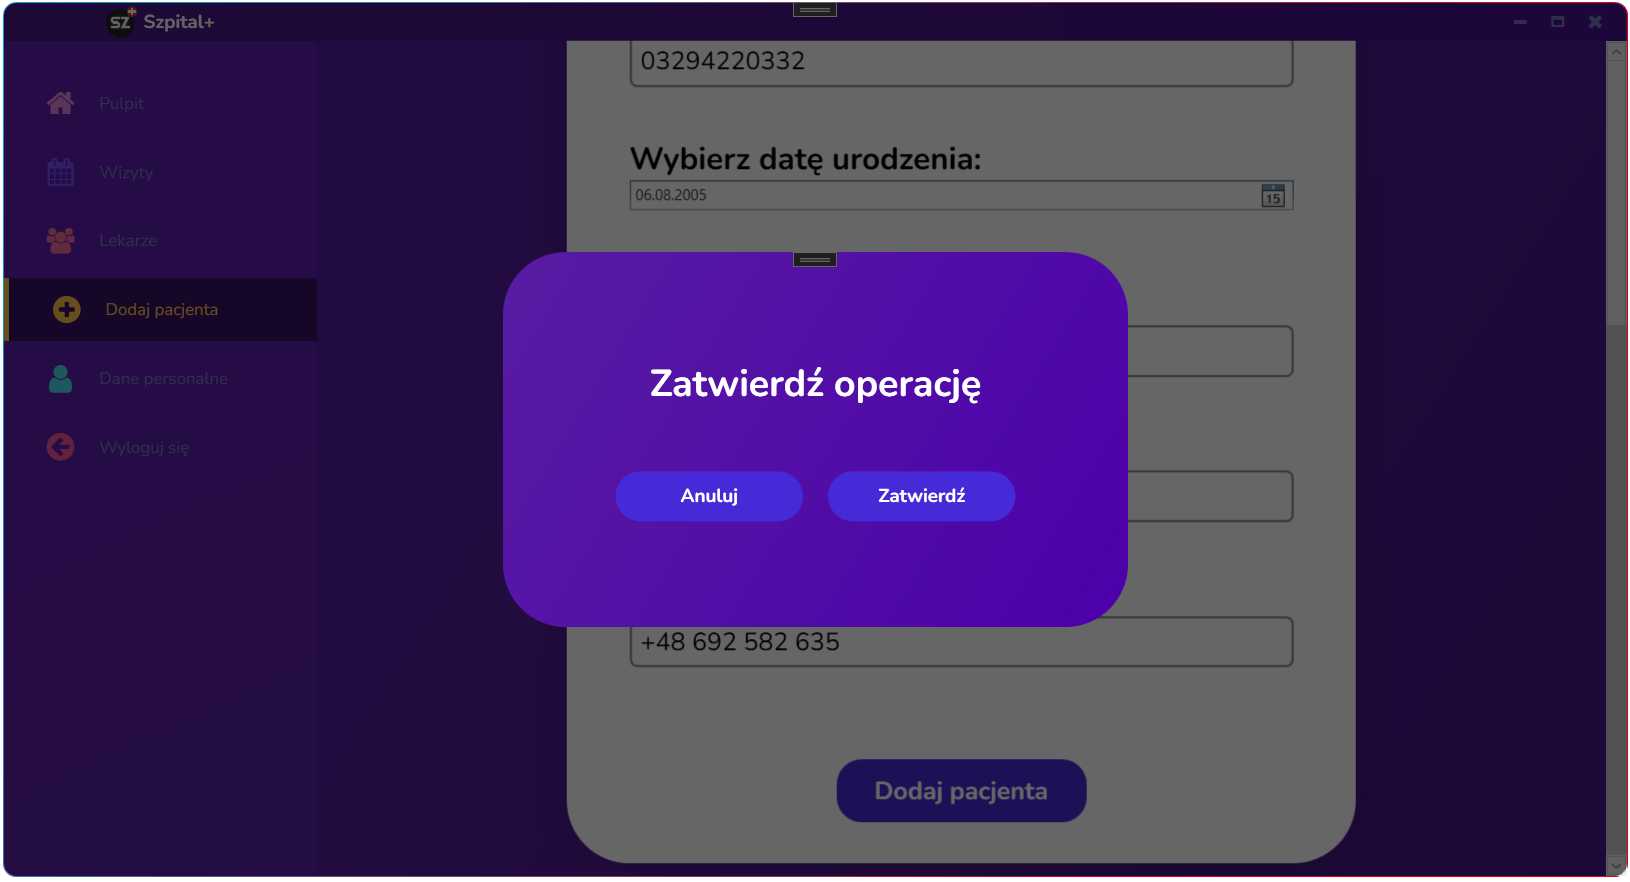 SZ Szpital+
Pulpit
Wizyty
Lekarze
Dodaj pacjenta
Dane personalne
Wyloguj się
03294220332
Wybierz datę urodzenia:
06.08.2005
15
Zatwierdź operację
Anuluj
Zatwierdź
+48 692 582 635
Dodaj pacjenta